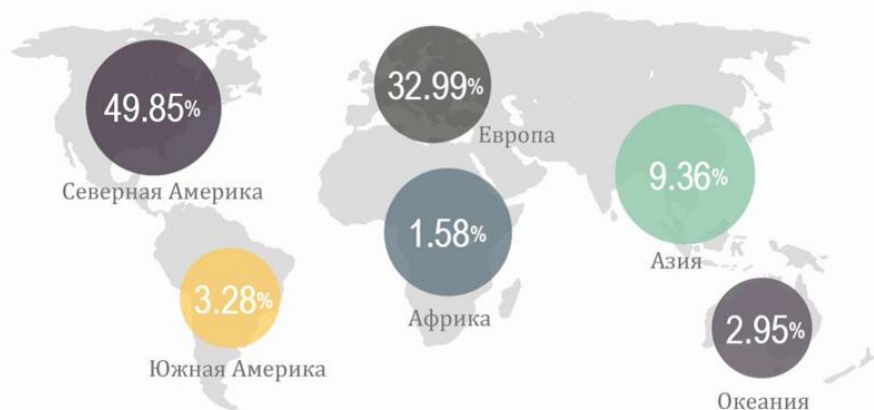 49.85%
Северная Америка
32.99%
Европа
9.36%
Азия
1.58%
Африка
3.28%
Южная Америка
2.95%
Океания